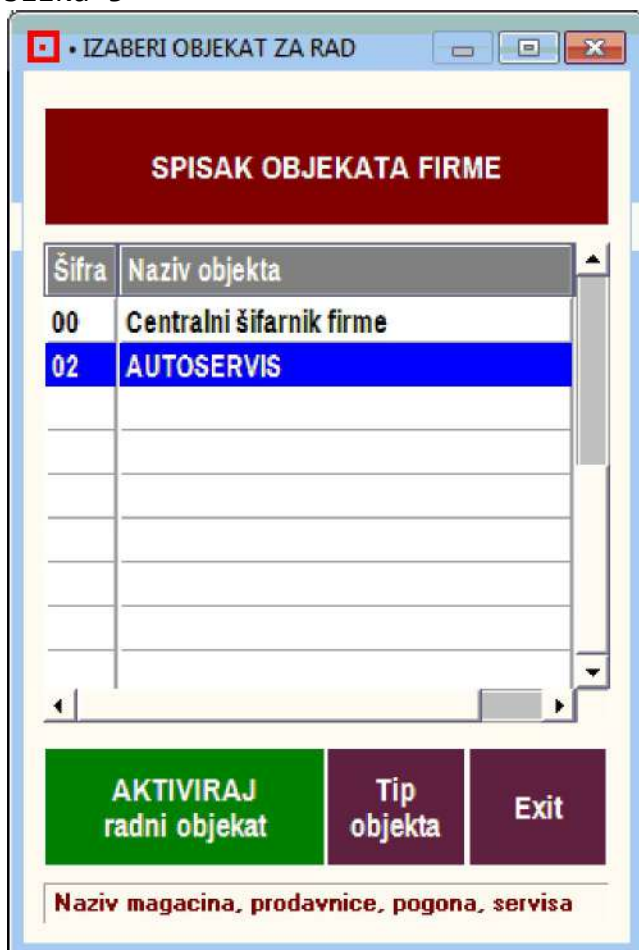 • IZABERI OBJEKAT ZA RAD
SPISAK OBJEKATA FIRME
Šifra Naziv objekta
00 Centralni šifarnik firme
02 AUTOSERVIS
AKTIVIRAJ
radni objekat
Tip
objekta
Exit
Naziv magacina, prodavnice, pogona, servisa